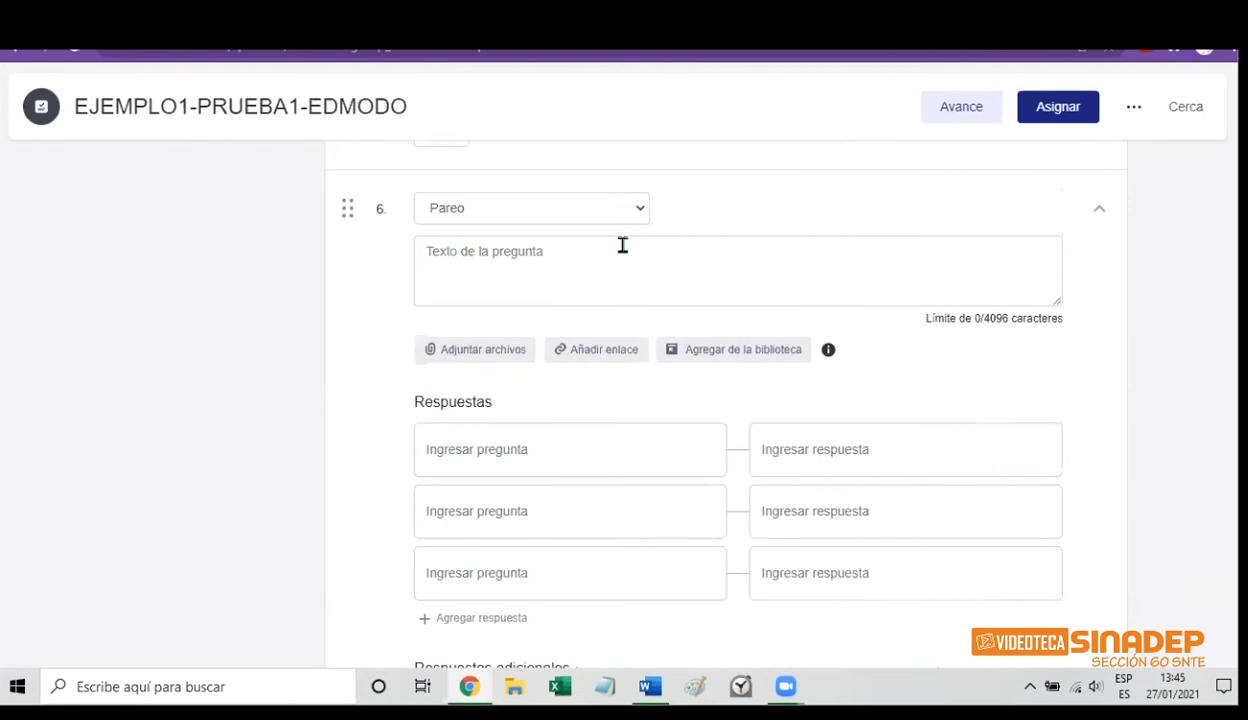 EJEMPLO1-PRUEBA1-EDMODO
Avance
Asignar
Cerca
6.
Pareo
Texto de la pregunta
Límite de 0/4096 caracteres
Adjuntar archivos
Añadir enlace
Agregar de la biblioteca
Respuestas
Ingresar pregunta
Ingresar respuesta
Ingresar pregunta
Ingresar respuesta
Ingresar pregunta
Ingresar respuesta
Agregar respuesta
Respuestas adicionales
VIDEOTECA SINADEP
SECCIÓN 60 SNTE
Escribe aquí para buscar
ESP
ES
13:45
27/01/2021